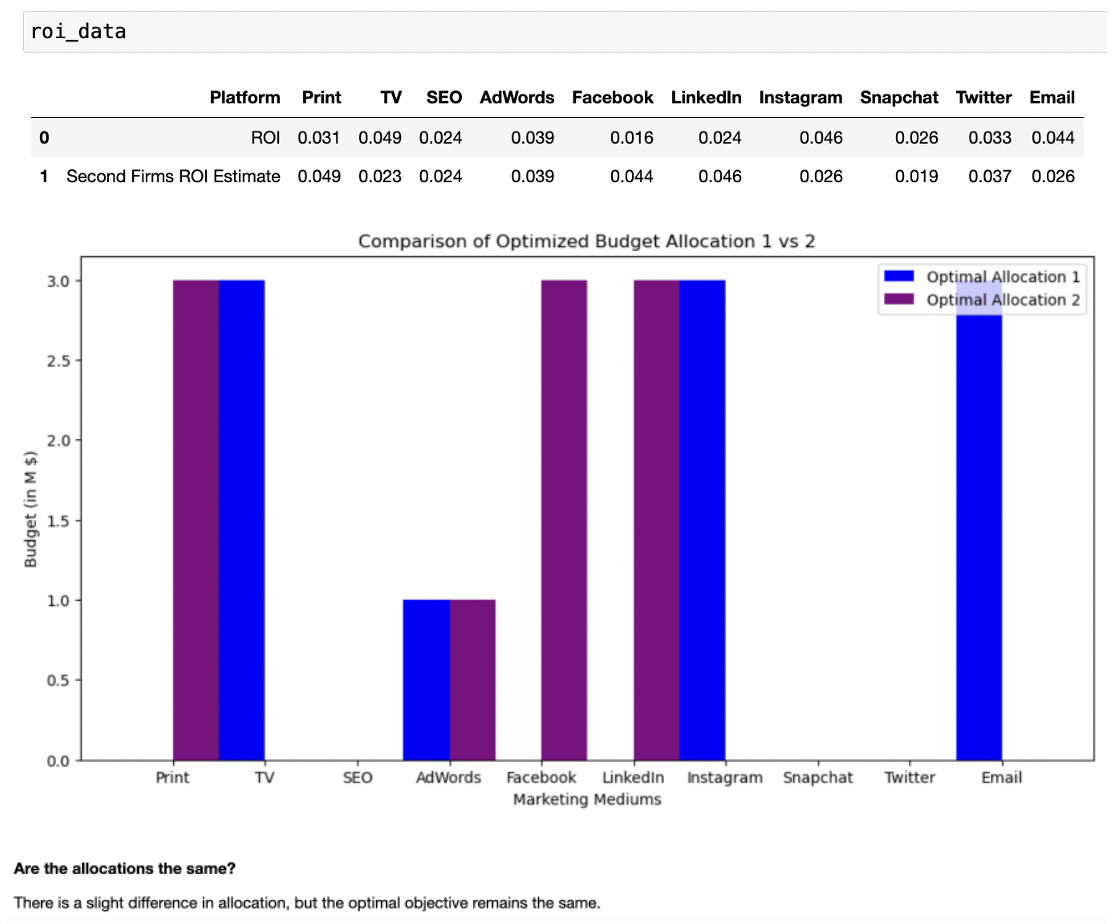 roi_data
Platform Print TV SEO AdWords Facebook LinkedIn Instagram Snapchat Twitter Email
0 ROI 0.031 0.049 0.024 0.039 0.016 0.024 0.046 0.026 0.033 0.044
1 Second Firms ROI Estimate 0.049 0.023 0.024 0.039 0.044 0.046 0.026 0.019 0.037 0.026
Comparison of Optimized Budget Allocation 1 vs 2
Optimal Allocation 1
Optimal Allocation 2
3.0
2.5
2.0
1.5
1.0
0.5
0.0
Budget (in M $)
Print TV SEO AdWords Facebook LinkedIn Instagram Snapchat Twitter Email
Marketing Mediums
Are the allocations the same?
There is a slight difference in allocation, but the optimal objective remains the same.